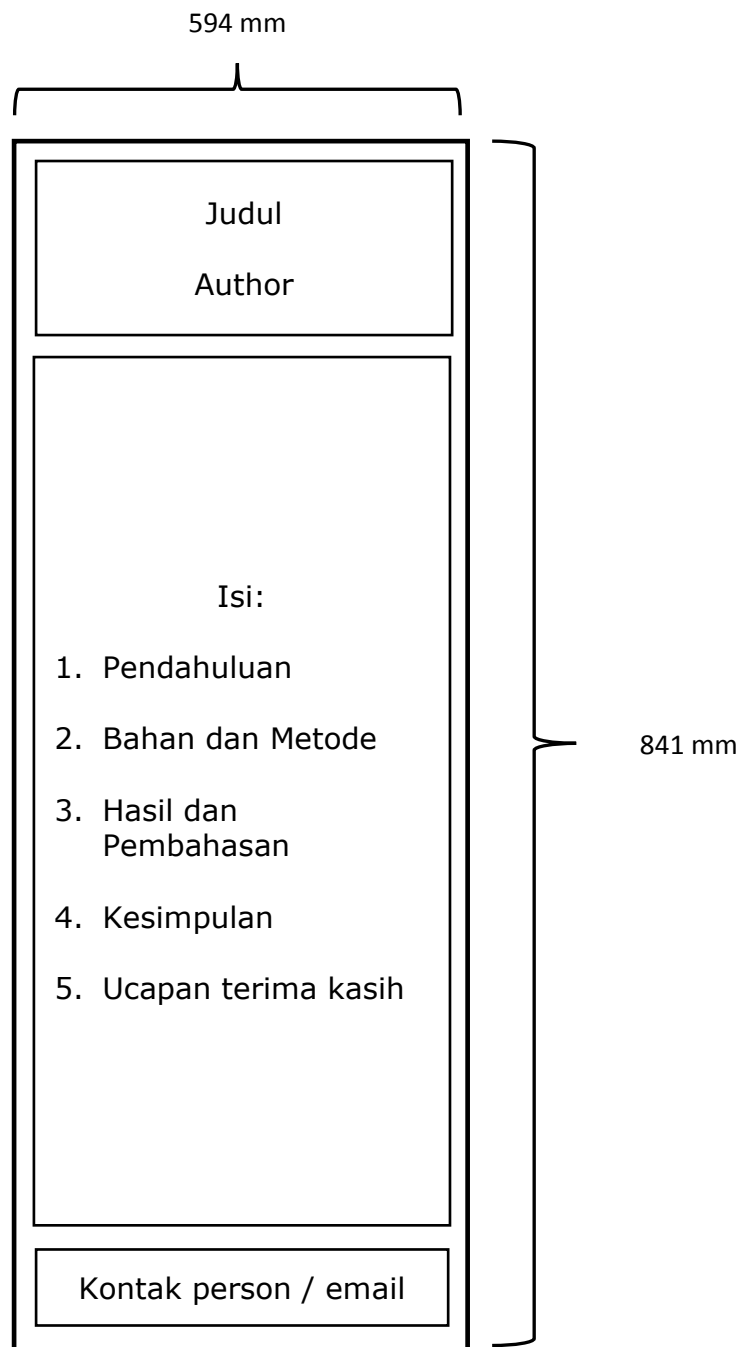 594 mm
Judul
Author
Isi:
1. Pendahuluan
2. Bahan dan Metode
3. Hasil dan
Pembahasan
4. Kesimpulan
5. Ucapan terima kasih
841 mm
Kontak person / email